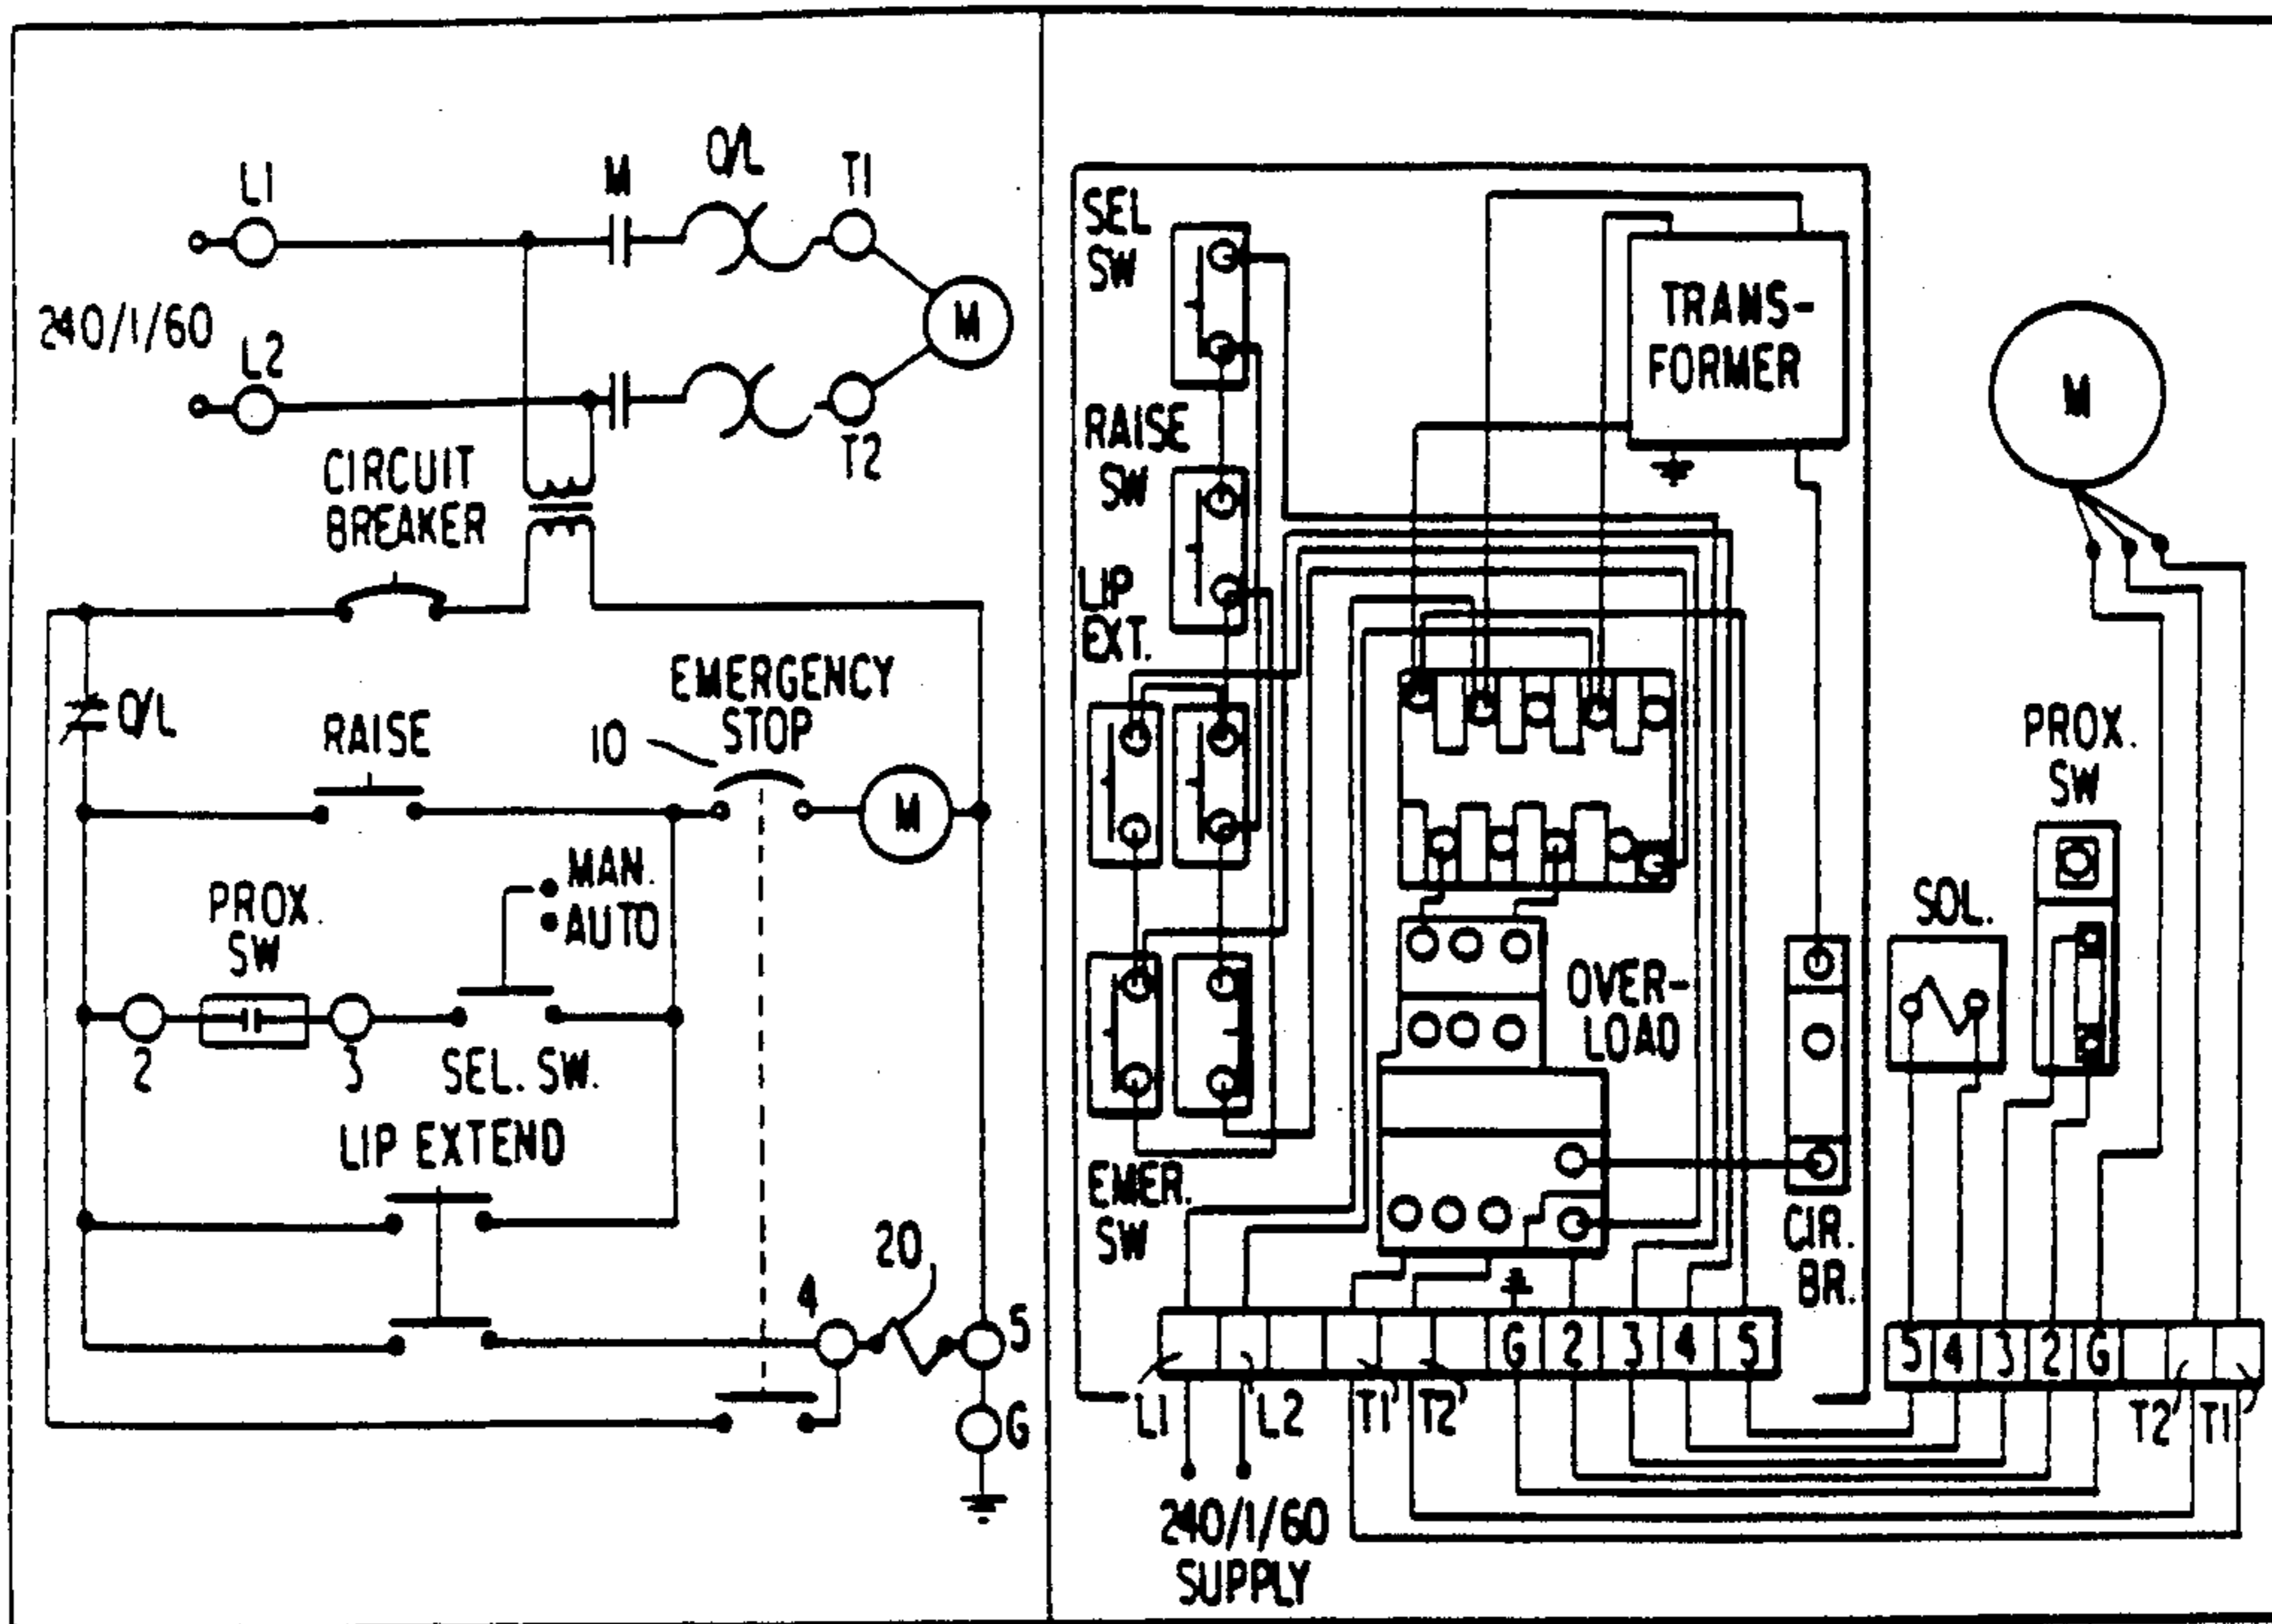 L1
M
O/L
T1
240/1/60
M
L2
T2
CIRCUIT
BREAKER
EMERGENCY
STOP
O/L
RAISE
10
M
MAN.
AUTO
PROX.
SW
2
3
SEL. SW.
LIP EXTEND
20
4
5
G
SEL
SW
TRANS-
FORMER
M
RAISE
SW
LIP
EXT.
PROX.
SW
SOL.
OVER-
LOAD
EMER.
SW
CIR.
BR.
G 2 3 4 5
5 4 3 2 G
L1 L2 T1 T2
T2 T1
240/1/60
SUPPLY